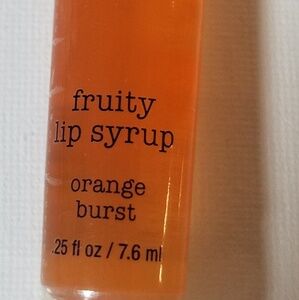 fruity
lip syrup
orange
burst
.25 fl oz / 7.6 ml